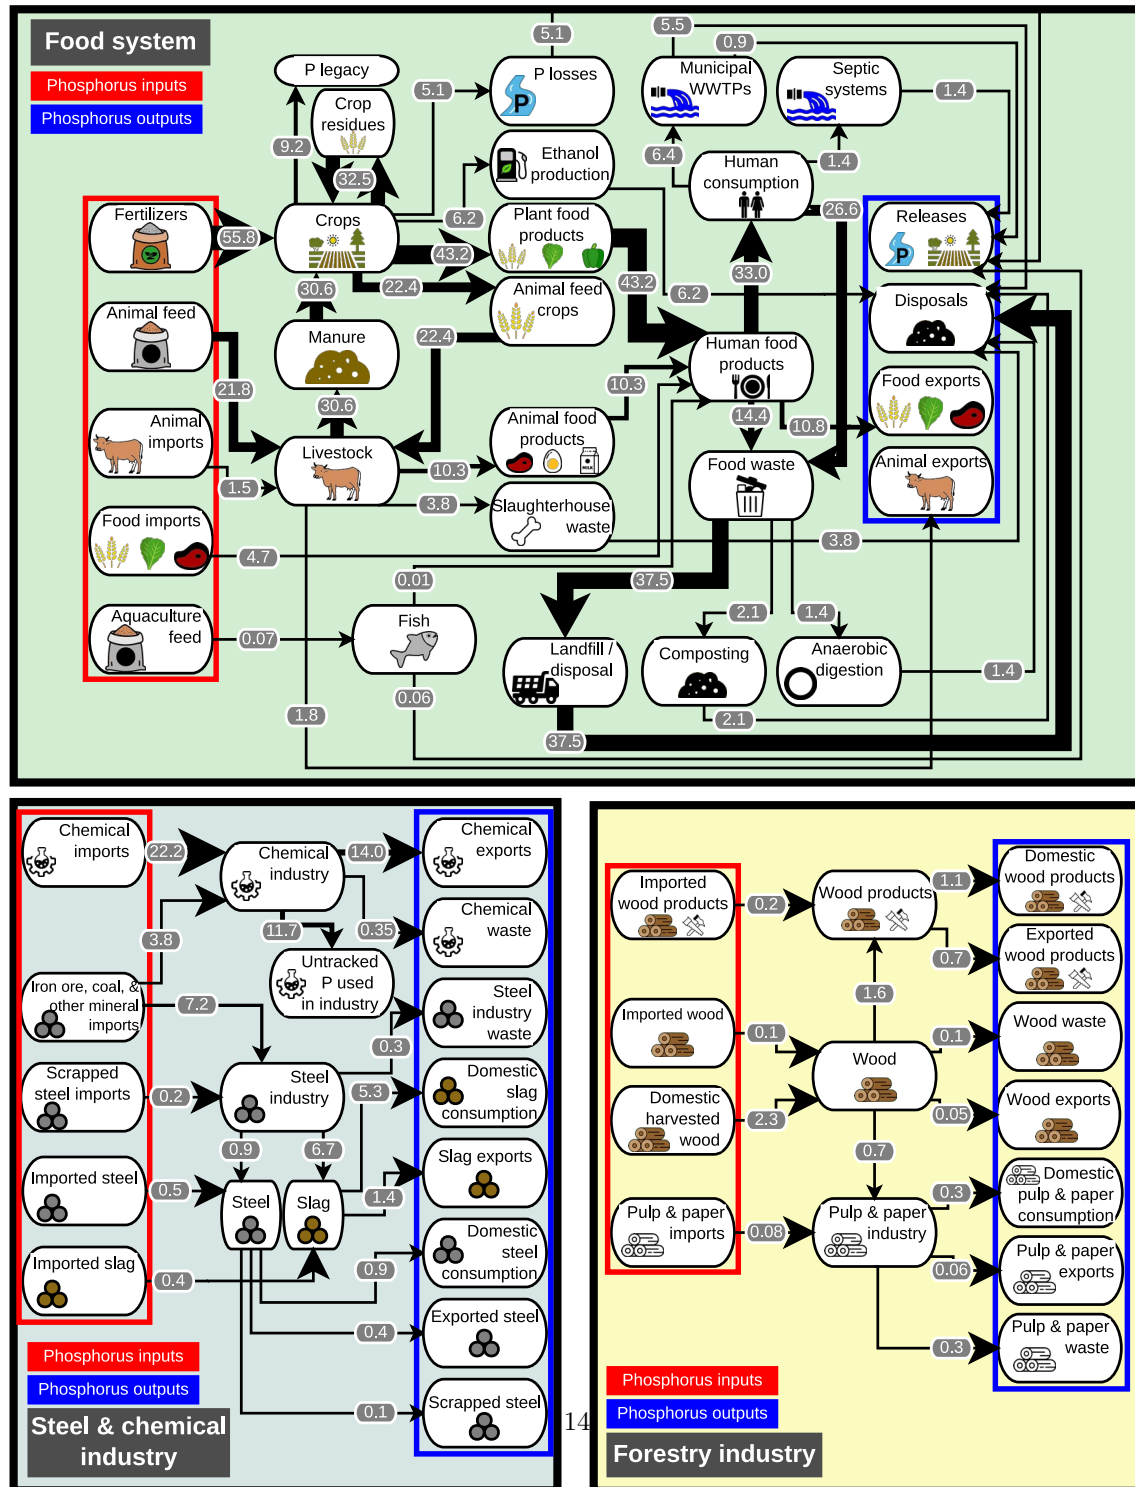 Food system
Phosphorus inputs
Phosphorus outputs
P legacy
Crop
residues
9.2
32.5
5.1
5.1
P losses
P
5.5
0.9
Municipal
WWTPs
Septic
systems
1.4
6.4
1.4
Ethanol
production
6.2
Human
consumption
26.6
Fertilizers
55.8
Crops
43.2
Plant food
products
Releases
P
22.4
43.2
33.0
6.2
30.6
Animal feed
Manure
Animal feed
crops
22.4
Disposals
Human food
products
21.8
10.3
30.6
14.4
10.8
Food exports
Animal
imports
Livestock
Animal food
products
MILK
10.3
Food waste
Animal exports
1.5
3.8
Slaughterhouse
waste
3.8
Food imports
4.7
37.5
0.01
2.1
1.4
Aquaculture
feed
0.07
Fish
Landfill /
disposal
Composting
Anaerobic
digestion
1.4
0.06
1.8
2.1
37.5
Chemical
imports
22.2
Chemical
industry
14.0
Chemical
exports
3.8
11.7
0.35
Chemical
waste
Untracked
P used
in industry
Iron ore, coal, &
other mineral
imports
7.2
Steel
industry
waste
0.3
Scrapped
steel imports
0.2
Steel
industry
5.3
Domestic
slag
consumption
0.9
6.7
Imported steel
0.5
Steel
Slag
1.4
Slag exports
Imported slag
0.4
0.9
Domestic
steel
consumption
0.4
Exported steel
0.1
Scrapped steel
Phosphorus inputs
Phosphorus outputs
Steel & chemical
industry
14
Imported
wood products
0.2
Wood products
1.1
Domestic
wood products
0.7
Exported
wood products
1.6
Imported wood
0.1
Wood
0.1
Wood waste
Domestic
harvested
wood
2.3
0.05
Wood exports
0.7
Pulp & paper
imports
0.08
Pulp & paper
industry
0.3
Domestic
pulp & paper
consumption
0.06
Pulp & paper
exports
0.3
Pulp & paper
waste
Phosphorus inputs
Phosphorus outputs
Forestry industry